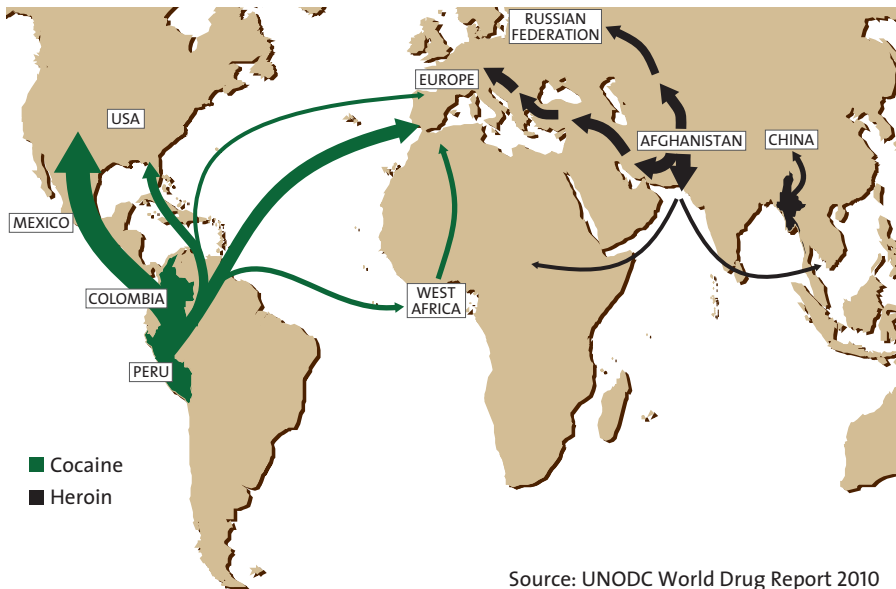 RUSSIAN
FEDERATION
EUROPE
USA
AFGHANISTAN
CHINA
MEXICO
COLOMBIA
WEST
AFRICA
PERU
Cocaine
Heroin
Source: UNODC World Drug Report 2010